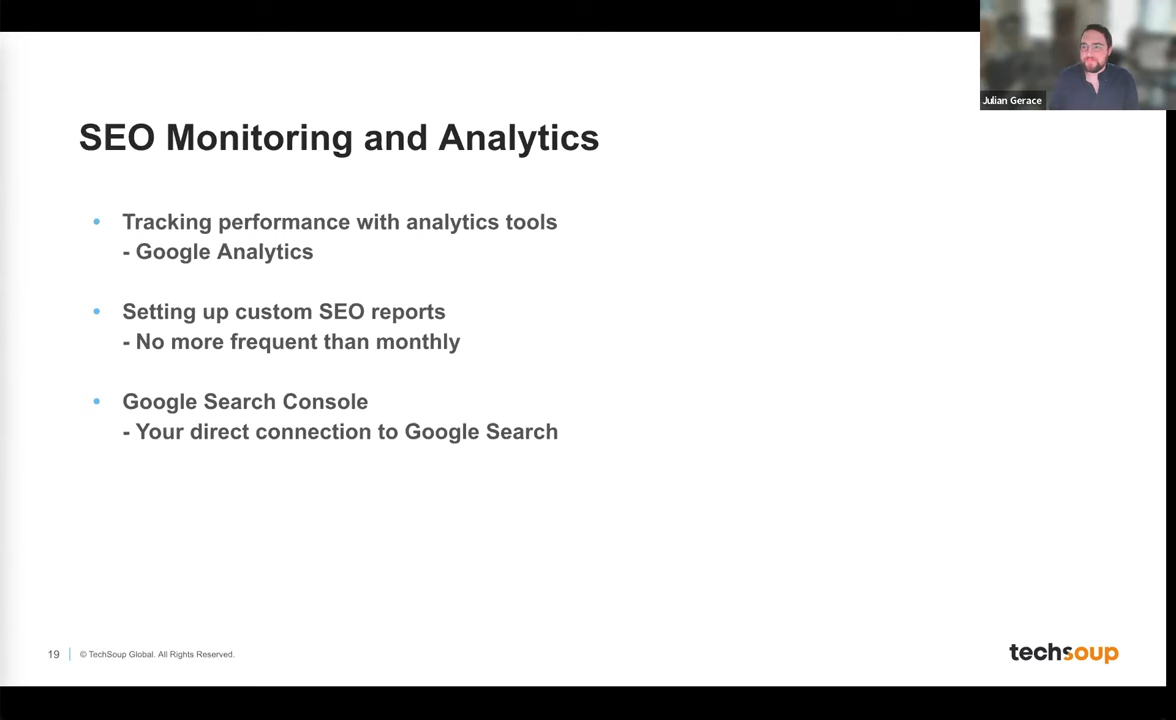 Julian Gerace
SEO Monitoring and Analytics
• Tracking performance with analytics tools
- Google Analytics
• Setting up custom SEO reports
- No more frequent than monthly
• Google Search Console
- Your direct connection to Google Search
19 | © TechSoup Global. All Rights Reserved.
techsoup